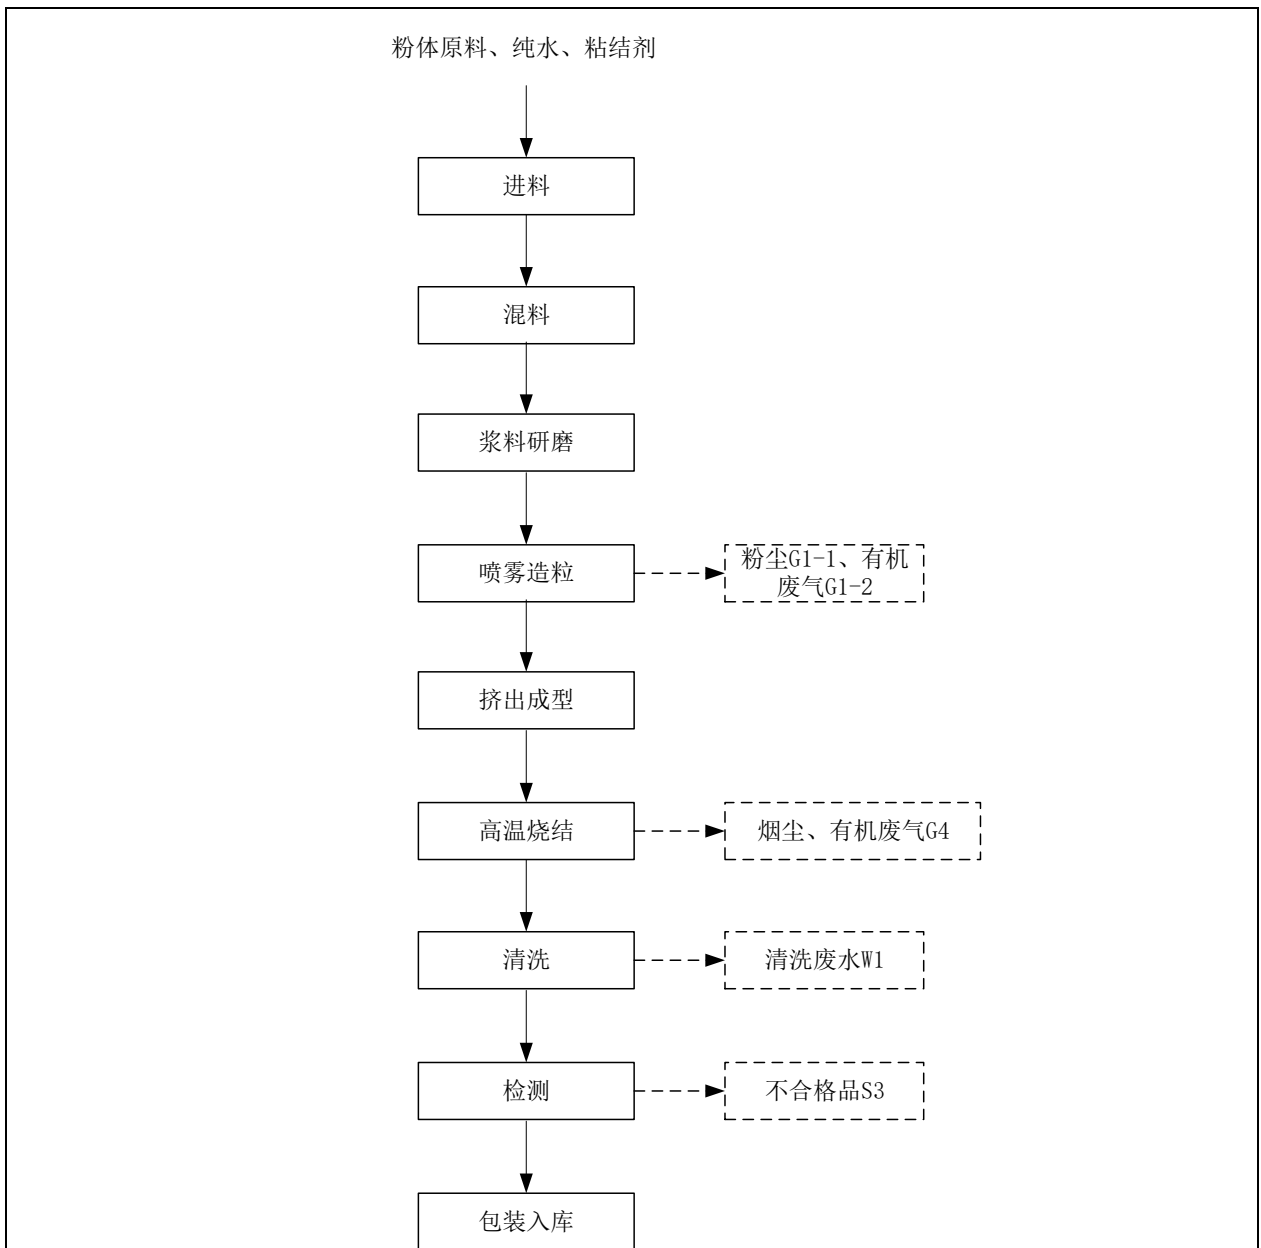 粉体原料、纯水、粘结剂
进料
混料
浆料研磨
喷雾造粒
粉尘G1-1、有机
废气G1-2
挤出成型
高温烧结
烟尘、有机废气G4
清洗
清洗废水W1
检测
不合格品S3
包装入库